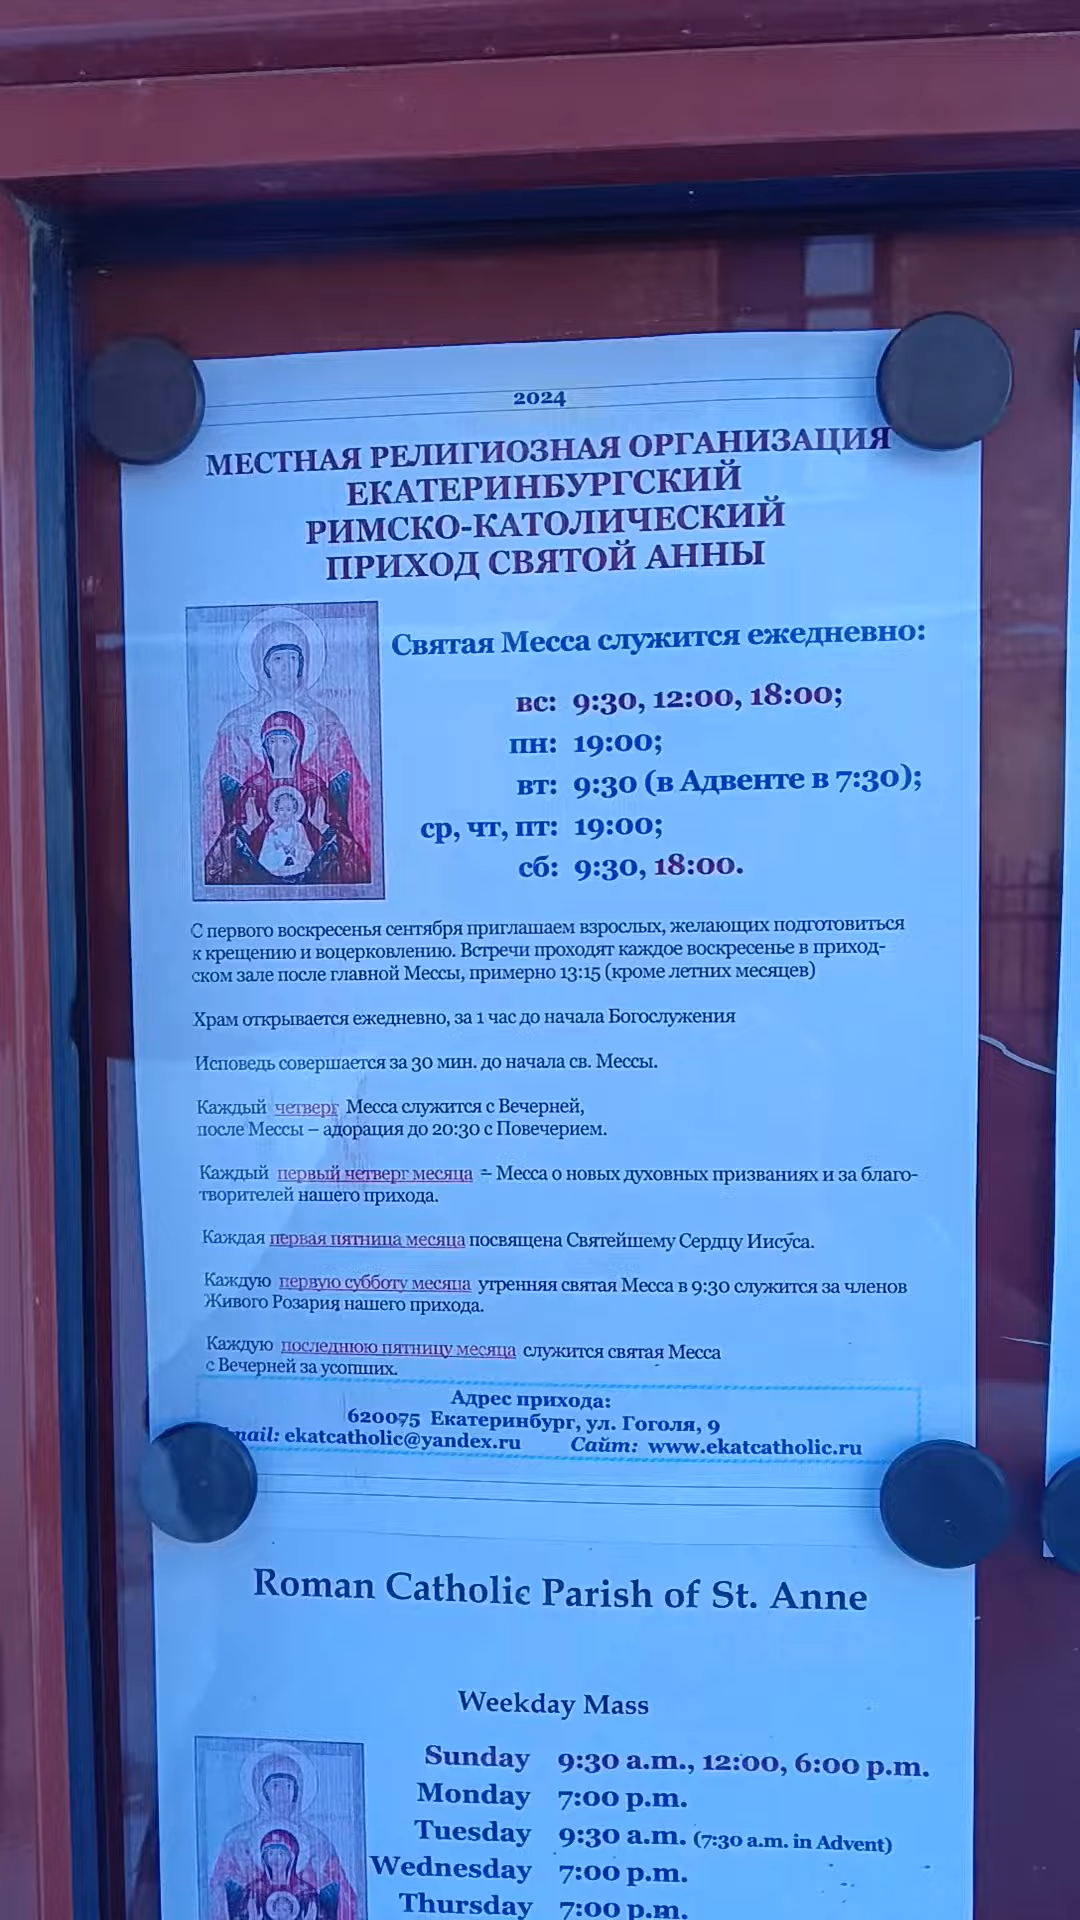 2024
МЕСТНАЯ РЕЛИГИОЗНАЯ ОРГАНИЗАЦИЯ
ЕКАТЕРИНБУРГСКИЙ
РИМСКО-КАТОЛИЧЕСКИЙ
ПРИХОД СВЯТОЙ АННЫ
Святая Месса служится ежедневно:
вс: 9:30, 12:00, 18:00;
пн: 19:00;
вт: 9:30 (в Адвенте в 7:30);
ср, чт, пт: 19:00;
сб: 9:30, 18:00.
С первого воскресенья сентября приглашаем взрослых, желающих подготовиться
к крещению и воцерковлению. Встречи проходят каждое воскресенье в приход-
ском зале после главной Мессы, примерно 13:15 (кроме летних месяцев)
Храм открывается ежедневно, за 1 час до начала Богослужения
Исповедь совершается за 30 мин. до начала св. Мессы.
Каждый четверг Месса служится с Вечерней,
после Мессы – адорация до 20:30 с Повечерием.
Каждый первый четверг месяца – Месса о новых духовных призваниях и за благо-
творителей нашего прихода.
Каждая первая пятница месяца посвящена Святейшему Сердцу Иисуса.
Каждую первую субботу месяца утренняя святая Месса в 9:30 служится за членов
Живого Розария нашего прихода.
Каждую последнюю пятницу месяца служится святая Месса
с Вечерней за усопших.
Адрес прихода:
620075 Екатеринбург, ул. Гоголя, 9
mail: ekatcatholic@yandex.ru Сайт: www.ekatcatholic.ru
Roman Catholic Parish of St. Anne
Weekday Mass
Sunday 9:30 a.m., 12:00, 6:00 p.m.
Monday 7:00 p.m.
Tuesday 9:30 a.m. (7:30 a.m. in Advent)
Wednesday 7:00 p.m.
Thursday 7:00 p.m.